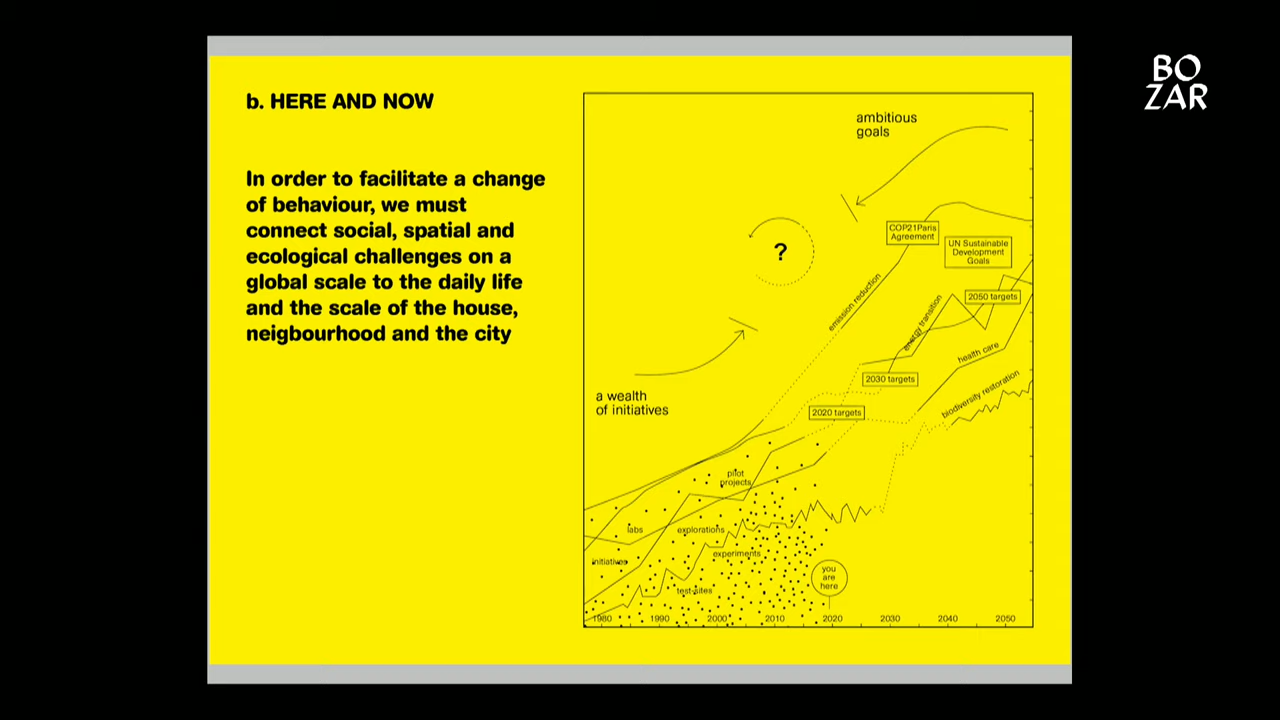 BO
ZAR
b. HERE AND NOW
In order to facilitate a change
of behaviour, we must
connect social, spatial and
ecological challenges on a
global scale to the daily life
and the scale of the house,
neigbourhood and the city
ambitious
goals
?
a wealth
of initiatives
COP21Paris
Agreement
UN Sustainable
Development
Goals
2050 targets
emission reduction
energy transition
health care
biodiversity restoration
2030 targets
2020 targets
pilot
projects
labs
explorations
experiments
initiatives
test-sites
you
are
here
1980 1990 2000 2010 2020 2030 2040 2050